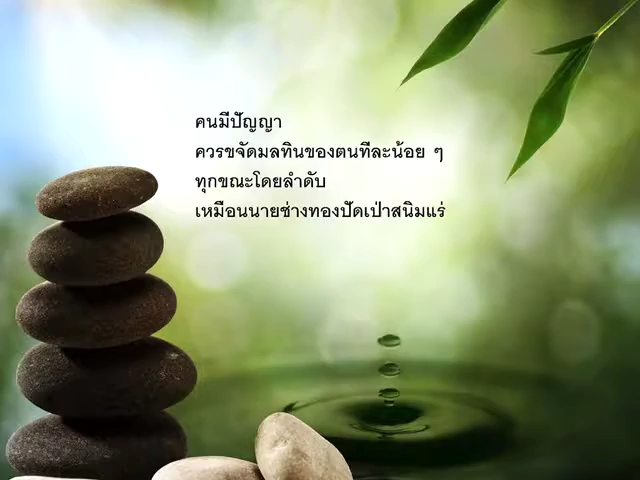 คนมีปัญญา
ควรขจัดมลทินของตนทีละน้อย ๆ
ทุกขณะโดยลำดับ
เหมือนนายช่างทองปัดเป่าสนิมแร่